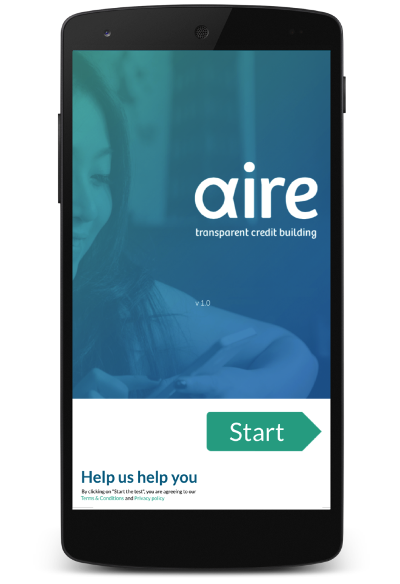 aire
transparent credit building
v 1.0
Start
Help us help you
By clicking on "Start the test", you are agreeing to our
Terms & Conditions and Privacy policy